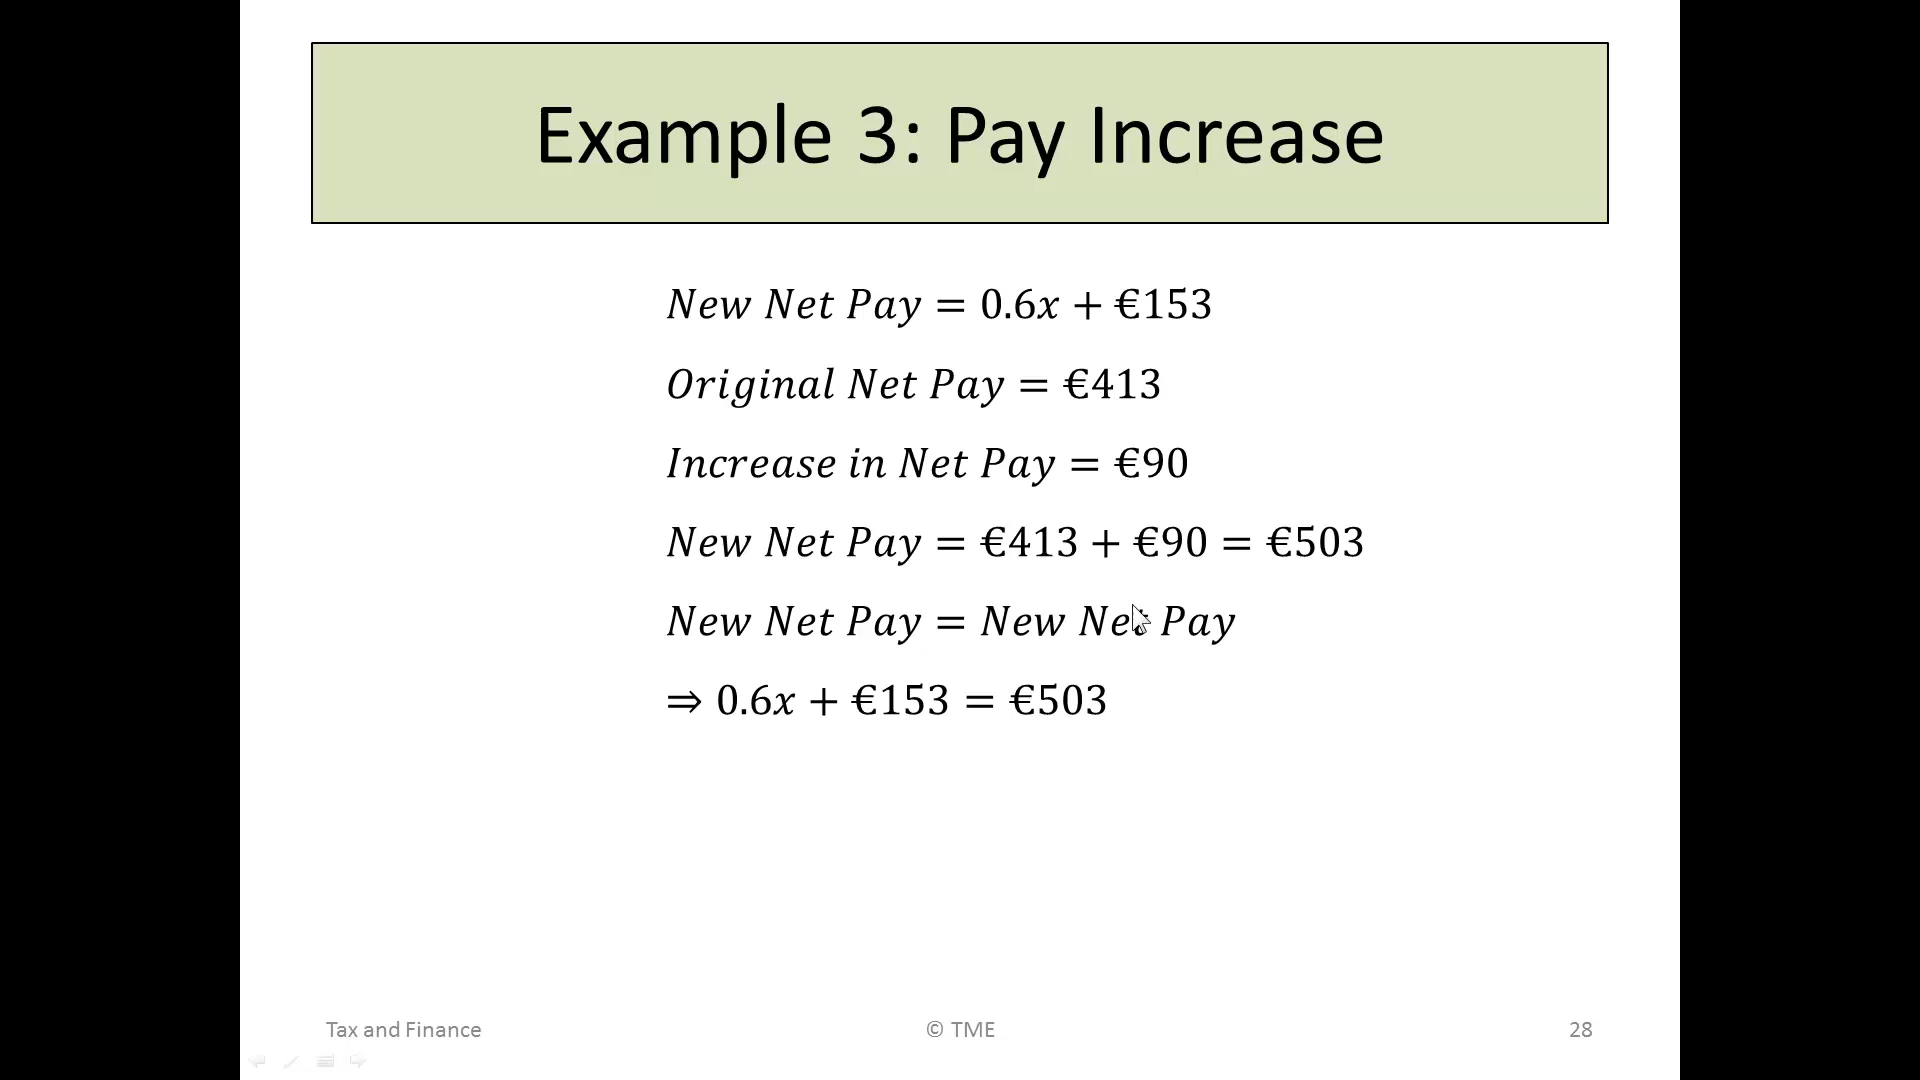 Example 3: Pay Increase
New Net Pay = 0.6x + €153
Original Net Pay = €413
Increase in Net Pay = €90
New Net Pay = €413 + €90 = €503
New Net Pay = New Net Pay
⇒ 0.6x + €153 = €503
Tax and Finance
© TME
28